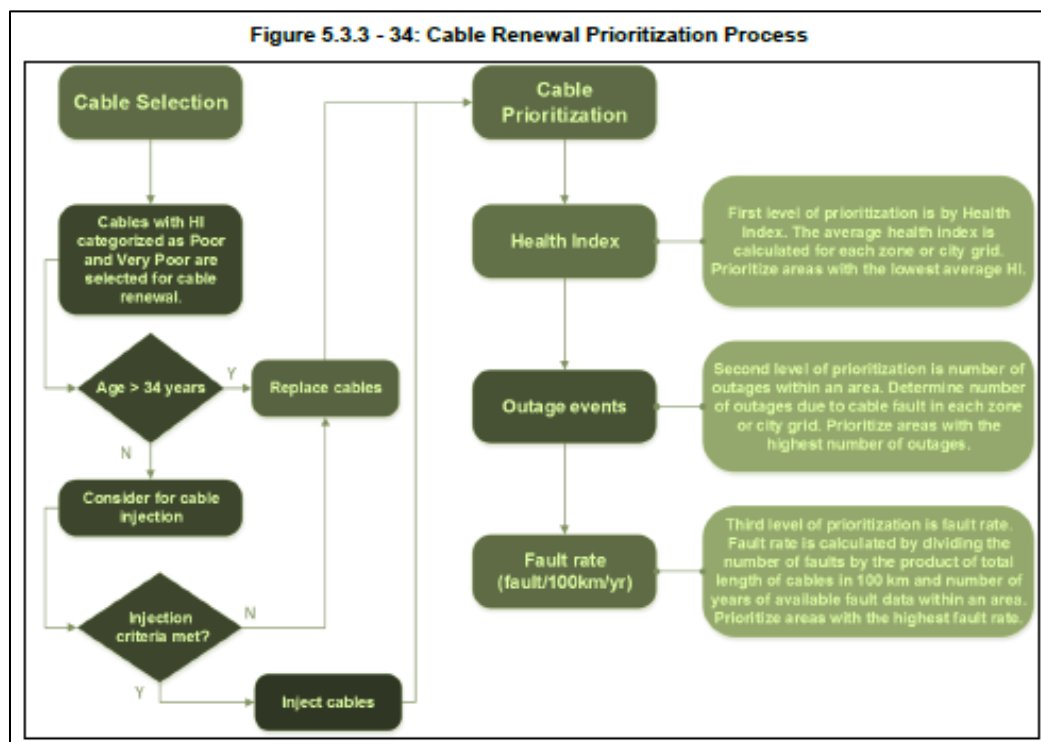 Figure 5.3.3 - 34: Cable Renewal Prioritization Process
Cable Selection
Cables with HI
categorized as Poor
and Very Poor are
selected for cable
renewal.
Age > 34 years
Y
Replace cables
N
Consider for cable
injection
Injection
criteria met?
N
Y
Inject cables
Cable
Prioritization
Health Index
First level of prioritization is by Health
Index. The average health index is
calculated for each zone or city grid.
Prioritize areas with the lowest average HI.
Outage events
Second level of prioritization is number of
outages within an area. Determine number
of outages due to cable fault in each zone
or city grid. Prioritize areas with the
highest number of outages.
Fault rate
(fault/100km/yr)
Third level of prioritization is fault rate.
Fault rate is calculated by dividing the
number of faults by the product of total
length of cables in 100 km and number of
years of available fault data within an area.
Prioritize areas with the highest fault rate.